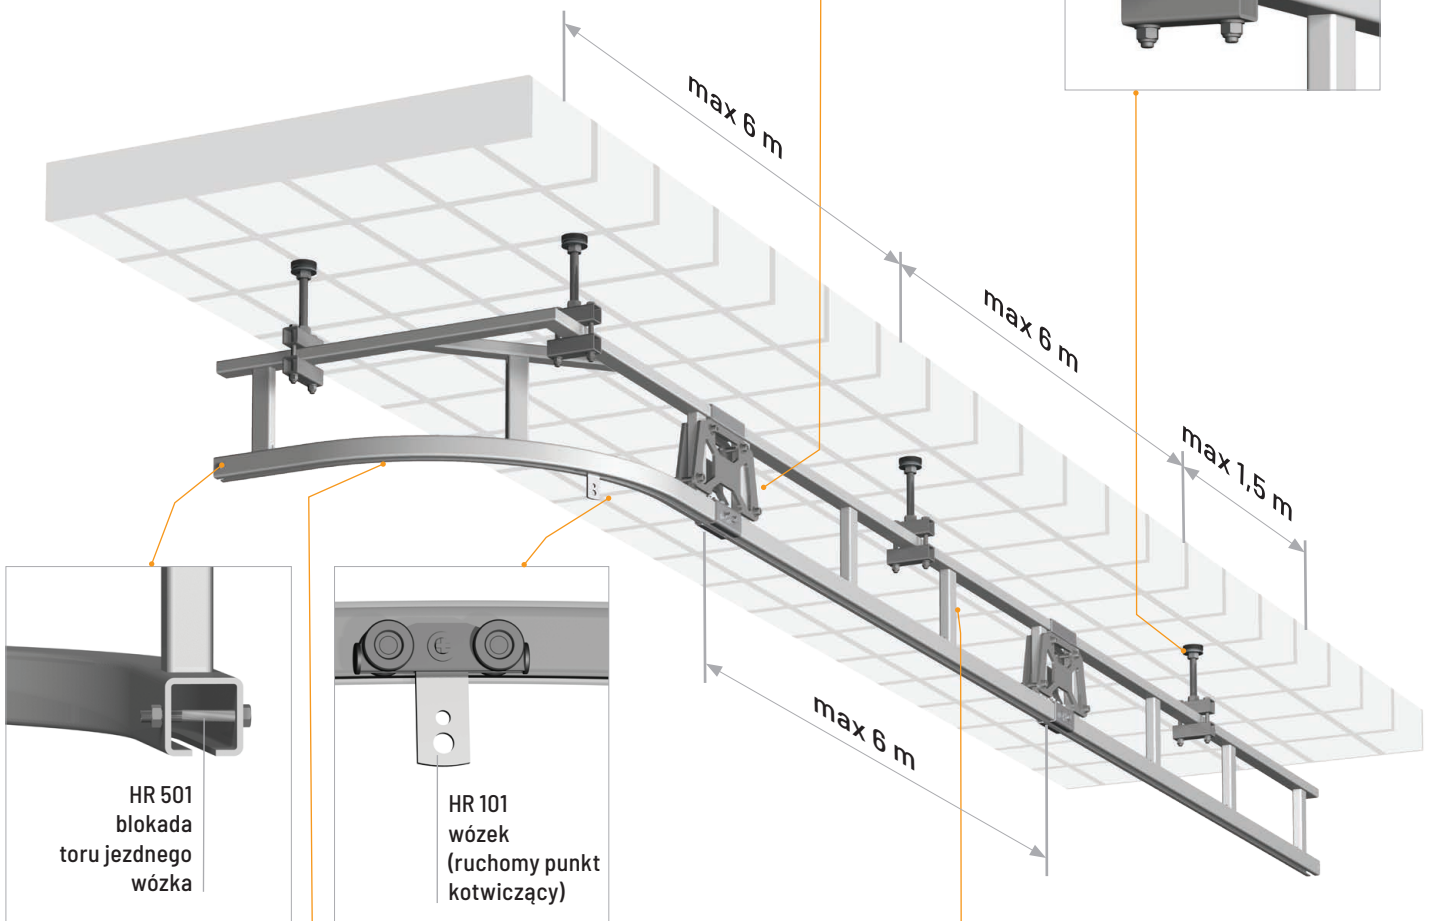 max 6 m
max 6 m
max 1,5 m
max 6 m
HR 501
blokada
toru jezdnego
wózka
HR 101
wózek
(ruchomy punkt
kotwiczący)